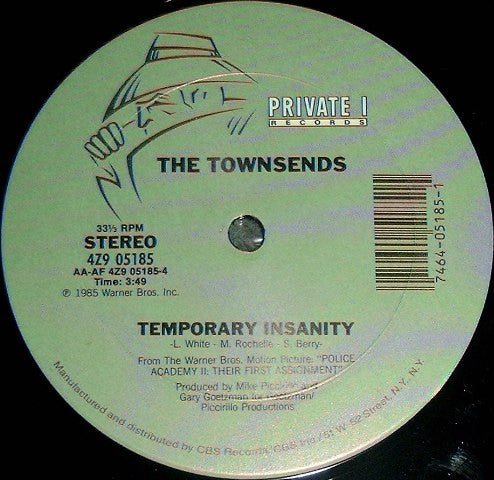 PRIVATE I
RECORDS
THE TOWNSENDS
33⅓ RPM
STEREO
4Z9 05185
AA-AF 4Z9 05185-4
Time: 3:49
℗ 1985 Warner Bros. Inc.
7464-05185-1
TEMPORARY INSANITY
-L. White - M. Rochelle - S. Berry-
From The Warner Bros. Motion Picture: "POLICE
ACADEMY II: THEIR FIRST ASSIGNMENT"
Produced by Mike Piccirillo and
Gary Goetzman for Goetzman/
Piccirillo Productions
Manufactured and distributed by CBS Records, CBS Inc./51 W. 52 Street, N.Y. N.Y.